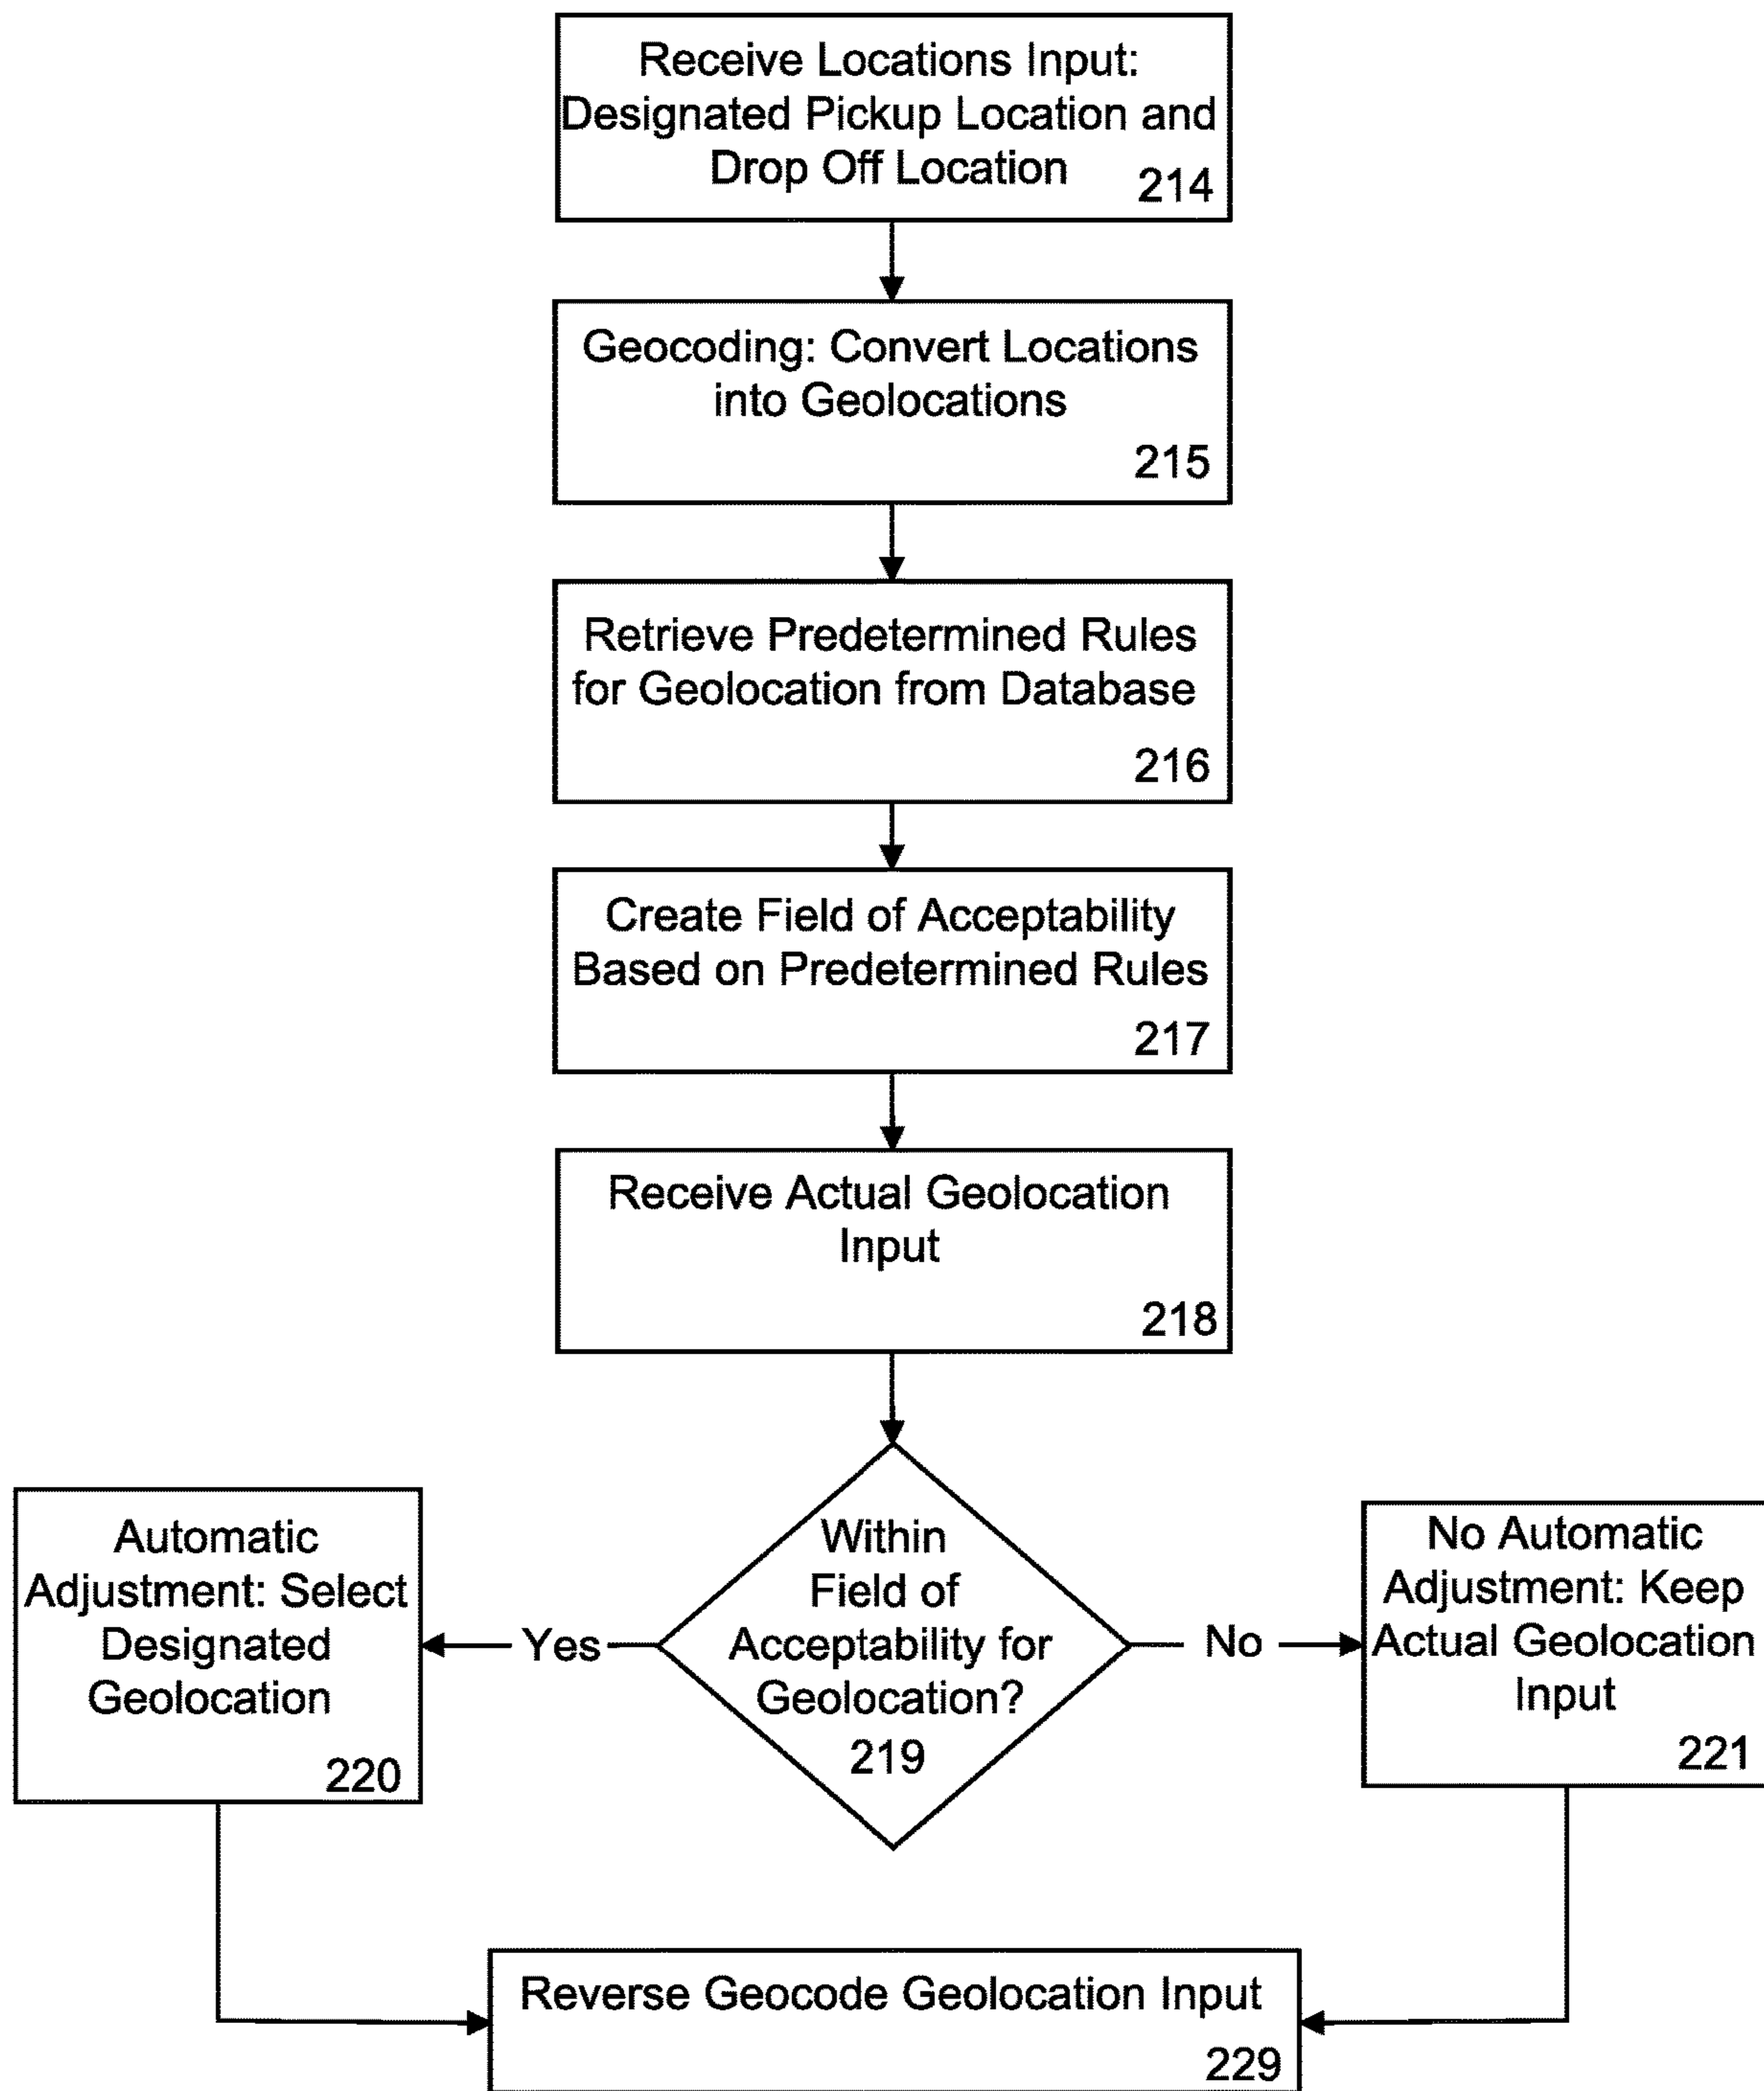 Receive Locations Input:
Designated Pickup Location and
Drop Off Location
214
Geocoding: Convert Locations
into Geolocations
215
Retrieve Predetermined Rules
for Geolocation from Database
216
Create Field of Acceptability
Based on Predetermined Rules
217
Receive Actual Geolocation
Input
218
Within
Field of
Acceptability for
Geolocation?
219
Yes
No
Automatic
Adjustment: Select
Designated
Geolocation
220
No Automatic
Adjustment: Keep
Actual Geolocation
Input
221
Reverse Geocode Geolocation Input
229